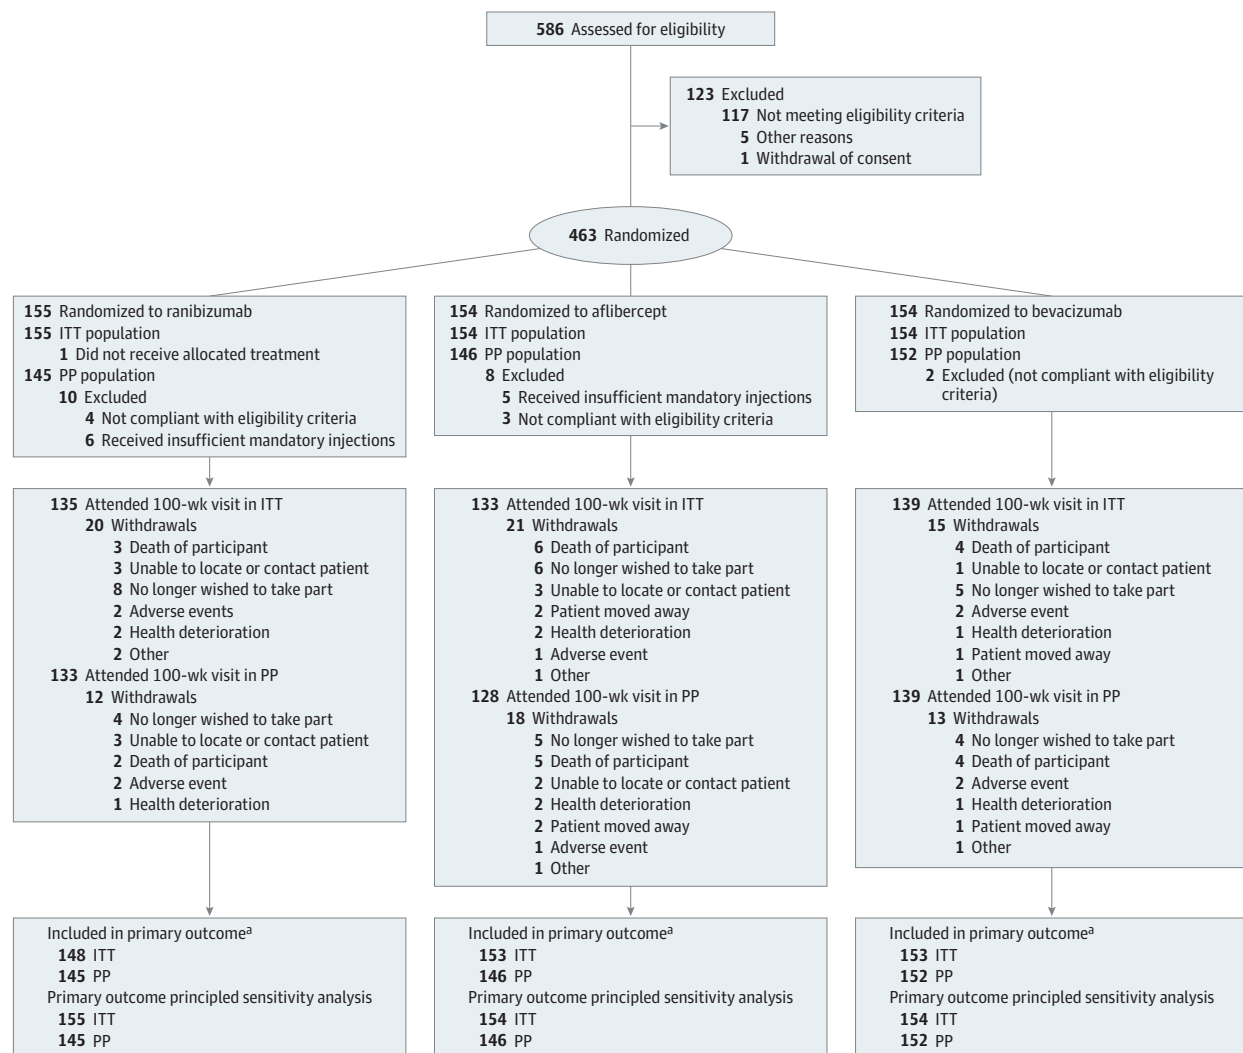 586 Assessed for eligibility
123 Excluded
117 Not meeting eligibility criteria
5 Other reasons
1 Withdrawal of consent
463 Randomized
155 Randomized to ranibizumab
155 ITT population
1 Did not receive allocated treatment
145 PP population
10 Excluded
4 Not compliant with eligibility criteria
6 Received insufficient mandatory injections
154 Randomized to aflibercept
154 ITT population
146 PP population
8 Excluded
5 Received insufficient mandatory injections
3 Not compliant with eligibility criteria
154 Randomized to bevacizumab
154 ITT population
152 PP population
2 Excluded (not compliant with eligibility
criteria)
135 Attended 100-wk visit in ITT
20 Withdrawals
3 Death of participant
3 Unable to locate or contact patient
8 No longer wished to take part
2 Adverse events
2 Health deterioration
2 Other
133 Attended 100-wk visit in PP
12 Withdrawals
4 No longer wished to take part
3 Unable to locate or contact patient
2 Death of participant
2 Adverse event
1 Health deterioration
133 Attended 100-wk visit in ITT
21 Withdrawals
6 Death of participant
6 No longer wished to take part
3 Unable to locate or contact patient
2 Patient moved away
2 Health deterioration
1 Adverse event
1 Other
128 Attended 100-wk visit in PP
18 Withdrawals
5 No longer wished to take part
5 Death of participant
2 Unable to locate or contact patient
2 Health deterioration
2 Patient moved away
1 Adverse event
1 Other
139 Attended 100-wk visit in ITT
15 Withdrawals
4 Death of participant
1 Unable to locate or contact patient
5 No longer wished to take part
2 Adverse event
1 Health deterioration
1 Patient moved away
1 Other
139 Attended 100-wk visit in PP
13 Withdrawals
4 No longer wished to take part
4 Death of participant
2 Adverse event
1 Health deterioration
1 Patient moved away
1 Other
Included in primary outcomeᵃ
148 ITT
145 PP
Primary outcome principled sensitivity analysis
155 ITT
145 PP
Included in primary outcomeᵃ
153 ITT
146 PP
Primary outcome principled sensitivity analysis
154 ITT
146 PP
Included in primary outcomeᵃ
153 ITT
152 PP
Primary outcome principled sensitivity analysis
154 ITT
152 PP